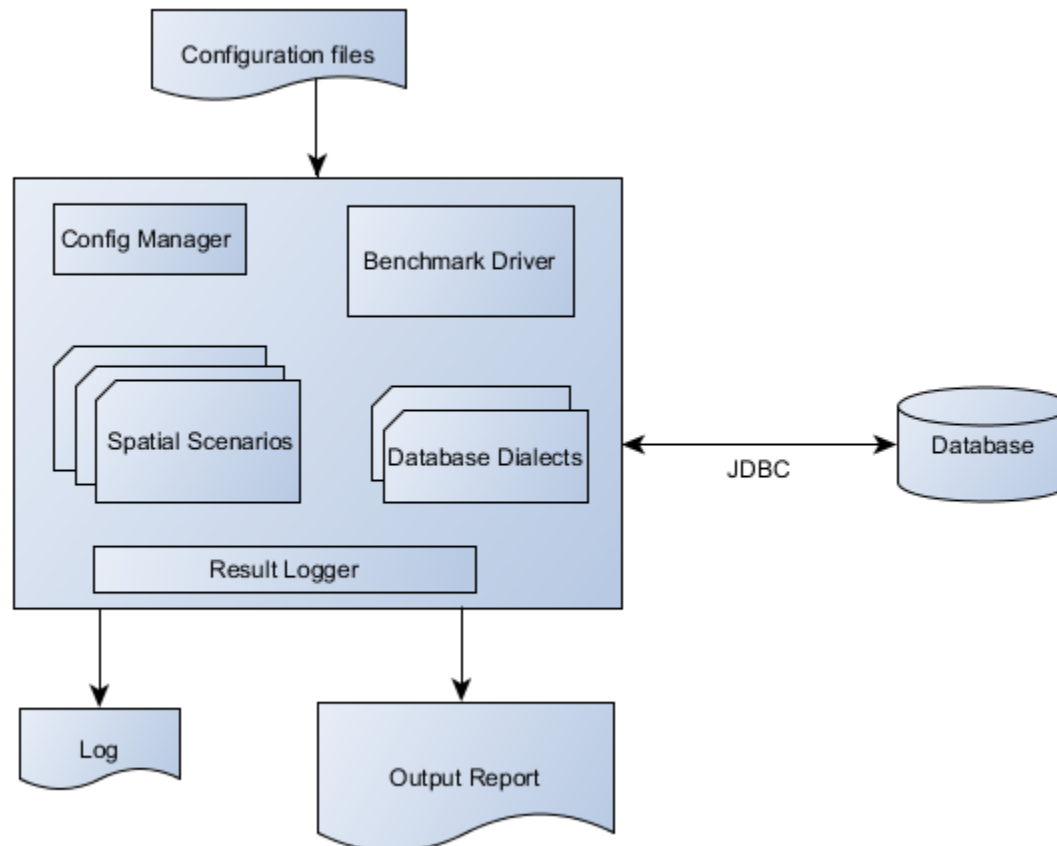 Configuration files
Config Manager
Benchmark Driver
Spatial Scenarios
Database Dialects
JDBC
Database
Result Logger
Log
Output Report